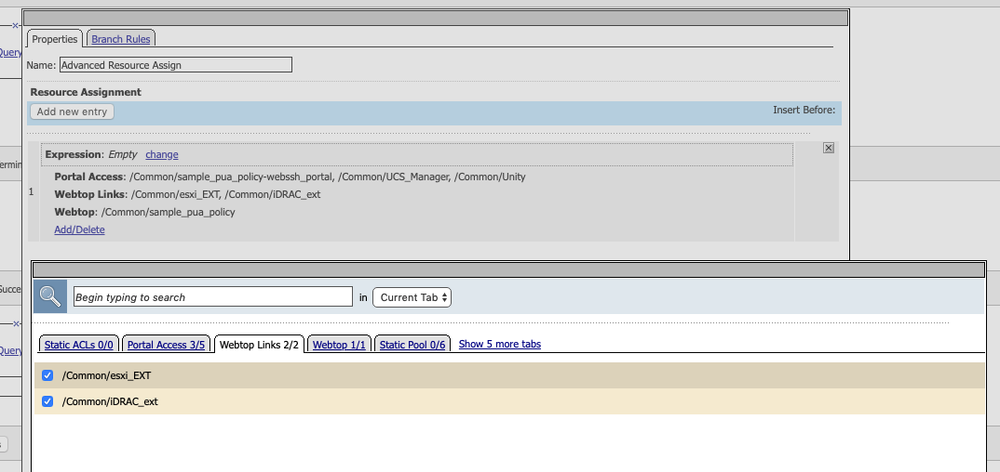 Properties Branch Rules
Query
Name: Advanced Resource Assign
Resource Assignment
Add new entry Insert Before:
Expression: Empty change
Portal Access: /Common/sample_pua_policy-webssh_portal, /Common/UCS_Manager, /Common/Unity
1 Webtop Links: /Common/esxi_EXT, /Common/iDRAC_ext
Webtop: /Common/sample_pua_policy
Add/Delete
Begin typing to search in Current Tab
Static ACLs 0/0 Portal Access 3/5 Webtop Links 2/2 Webtop 1/1 Static Pool 0/6 Show 5 more tabs
Query
/Common/esxi_EXT
/Common/iDRAC_ext